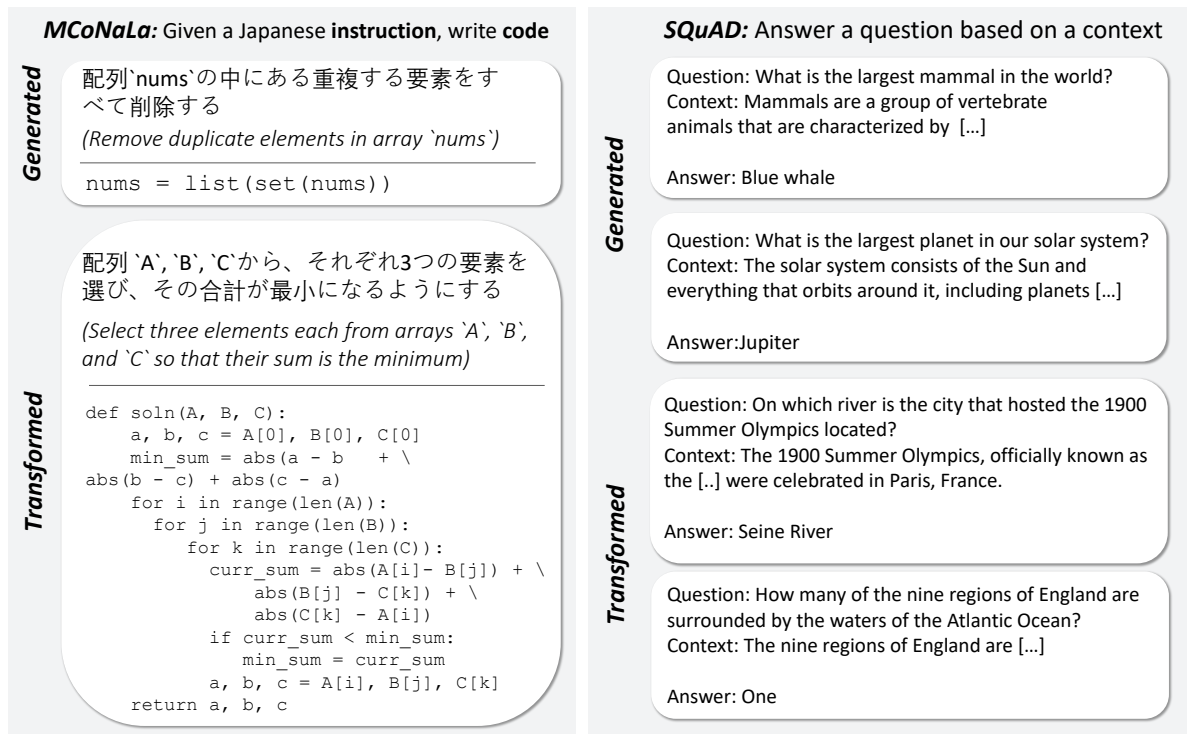 MCoNaLa: Given a Japanese instruction, write code
Generated
配列`nums`の中にある重複する要素をす
べて削除する
(Remove duplicate elements in array `nums`)
nums = list(set(nums))
Transformed
配列 `A`, `B`, `C`から、それぞれ3つの要素を
選び、その合計が最小になるようにする
(Select three elements each from arrays `A`, `B`,
and `C` so that their sum is the minimum)
def soln(A, B, C):
    a, b, c = A[0], B[0], C[0]
    min_sum = abs(a - b   + \
abs(b - c) + abs(c - a)
    for i in range(len(A)):
      for j in range(len(B)):
         for k in range(len(C)):
           curr_sum = abs(A[i]- B[j]) + \
               abs(B[j] - C[k]) + \
               abs(C[k] - A[i])
           if curr_sum < min_sum:
              min_sum = curr_sum
           a, b, c = A[i], B[j], C[k]
    return a, b, c
SQuAD: Answer a question based on a context
Generated
Question: What is the largest mammal in the world?
Context: Mammals are a group of vertebrate
animals that are characterized by  […]
Answer: Blue whale
Question: What is the largest planet in our solar system?
Context: The solar system consists of the Sun and
everything that orbits around it, including planets […]
Answer:Jupiter
Transformed
Question: On which river is the city that hosted the 1900
Summer Olympics located?
Context: The 1900 Summer Olympics, officially known as
the [..] were celebrated in Paris, France.
Answer: Seine River
Question: How many of the nine regions of England are
surrounded by the waters of the Atlantic Ocean?
Context: The nine regions of England are […]
Answer: One